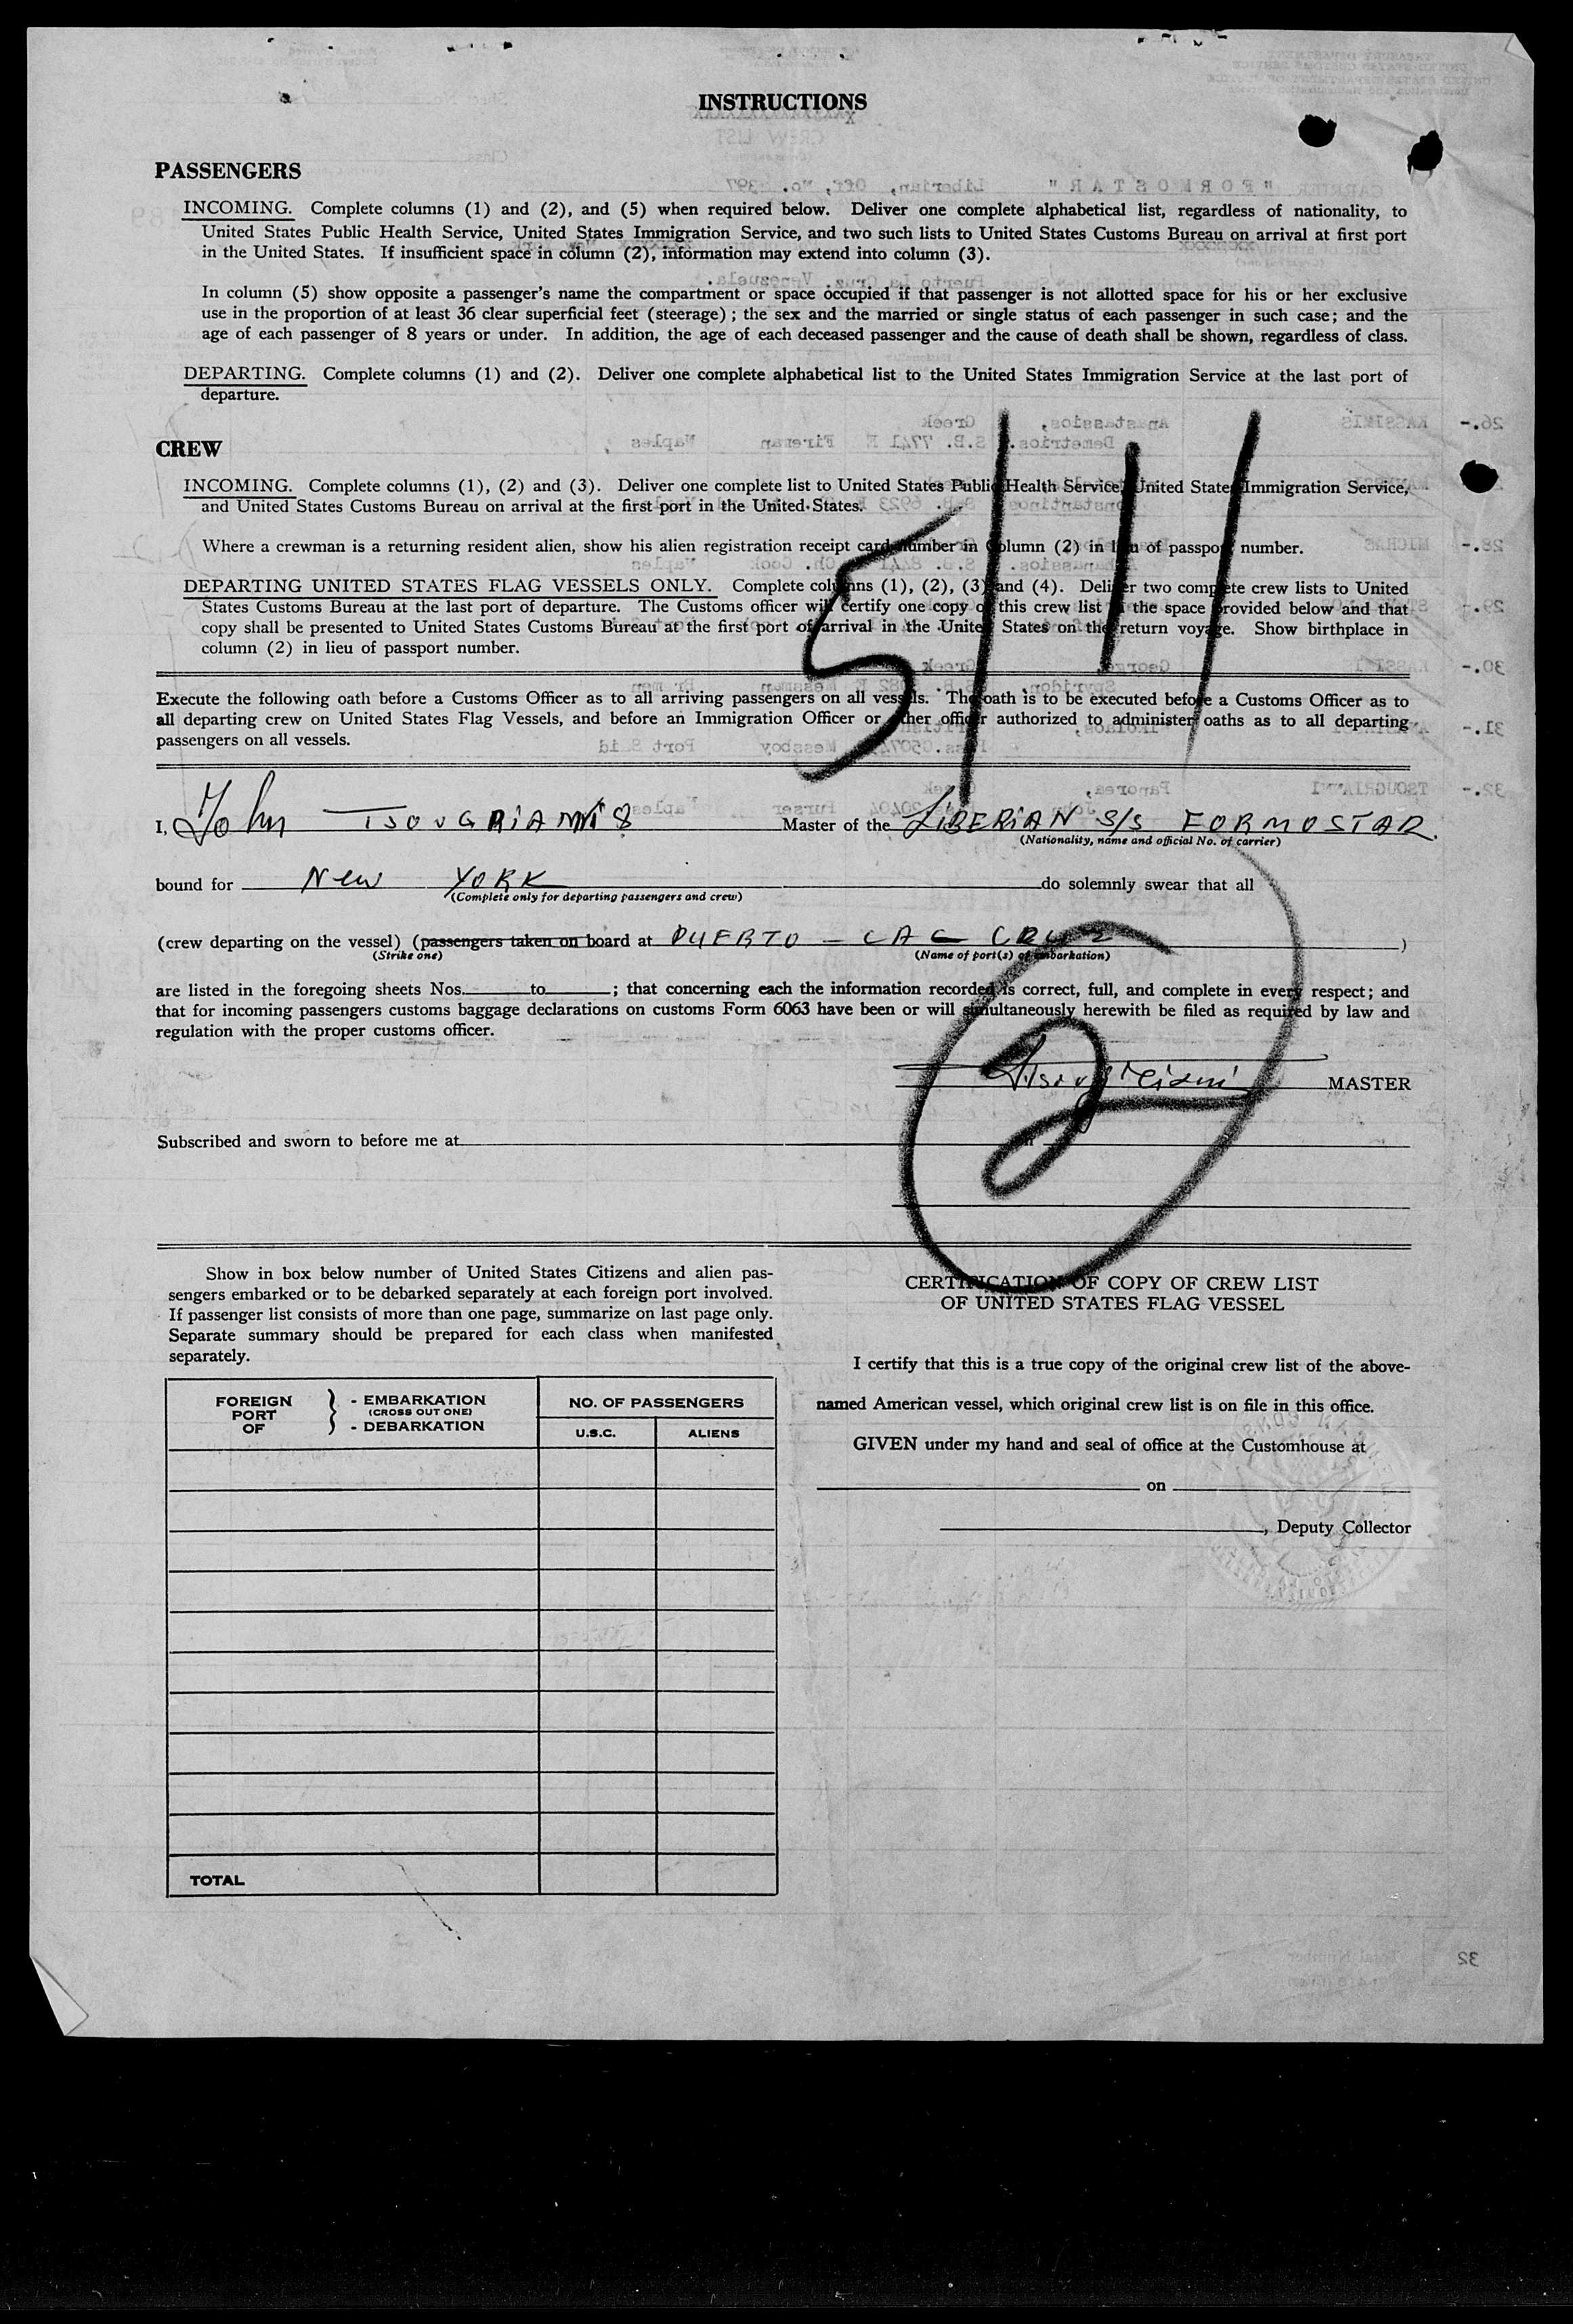 INSTRUCTIONS
PASSENGERS
INCOMING. Complete columns (1) and (2), and (5) when required below. Deliver one complete alphabetical list, regardless of nationality, to
United States Public Health Service, United States Immigration Service, and two such lists to United States Customs Bureau on arrival at first port
in the United States. If insufficient space in column (2), information may extend into column (3).
In column (5) show opposite a passenger's name the compartment or space occupied if that passenger is not allotted space for his or her exclusive
use in the proportion of at least 36 clear superficial feet (steerage); the sex and the married or single status of each passenger in such case; and the
age of each passenger of 8 years or under. In addition, the age of each deceased passenger and the cause of death shall be shown, regardless of class.
DEPARTING. Complete columns (1) and (2). Deliver one complete alphabetical list to the United States Immigration Service at the last port of
departure.
CREW
INCOMING. Complete columns (1), (2) and (3). Deliver one complete list to United States Public Health Service, United States Immigration Service,
and United States Customs Bureau on arrival at the first port in the United States.
Where a crewman is a returning resident alien, show his alien registration receipt card number in column (2) in lieu of passport number.
DEPARTING UNITED STATES FLAG VESSELS ONLY. Complete columns (1), (2), (3) and (4). Deliver two complete crew lists to United
States Customs Bureau at the last port of departure. The Customs officer will certify one copy of this crew list in the space provided below and that
copy shall be presented to United States Customs Bureau at the first port of arrival in the United States on the return voyage. Show birthplace in
column (2) in lieu of passport number.
5/11/
Execute the following oath before a Customs Officer as to all arriving passengers on all vessels. The oath is to be executed before a Customs Officer as to
all departing crew on United States Flag Vessels, and before an Immigration Officer or other officer authorized to administer oaths as to all departing
passengers on all vessels.
I, John TSOUGRIANNIS Master of the LIBERIAN S/S FORMOSTAR.
(Nationality, name and official No. of carrier)
bound for New YORK do solemnly swear that all
(Complete only for departing passengers and crew)
(crew departing on the vessel) (passengers taken on board at PUERTO - LA CRUZ )
(Strike one) (Name of port(s) of embarkation)
are listed in the foregoing sheets Nos. to ; that concerning each the information recorded is correct, full, and complete in every respect; and
that for incoming passengers customs baggage declarations on customs Form 6063 have been or will simultaneously herewith be filed as required by law and
regulation with the proper customs officer.
MASTER
2
Subscribed and sworn to before me at
Show in box below number of United States Citizens and alien pas-
sengers embarked or to be debarked separately at each foreign port involved.
If passenger list consists of more than one page, summarize on last page only.
Separate summary should be prepared for each class when manifested
separately.
FOREIGN PORT OF } - EMBARKATION (CROSS OUT ONE) - DEBARKATION
NO. OF PASSENGERS
U.S.C. ALIENS
TOTAL
CERTIFICATION OF COPY OF CREW LIST
OF UNITED STATES FLAG VESSEL
I certify that this is a true copy of the original crew list of the above-
named American vessel, which original crew list is on file in this office.
GIVEN under my hand and seal of office at the Customhouse at
on
, Deputy Collector